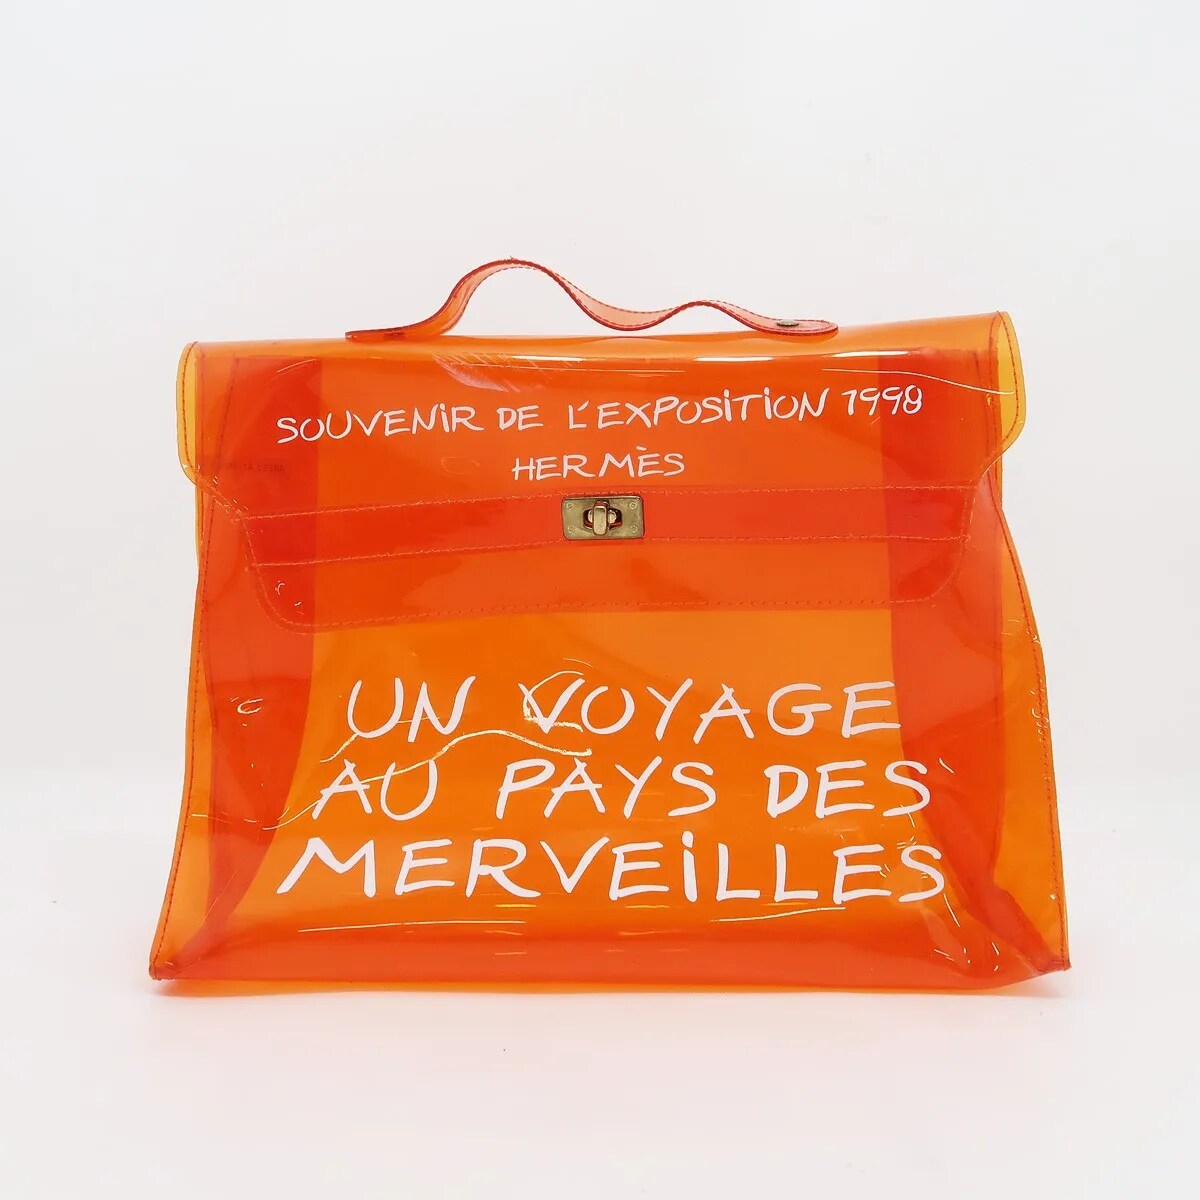 SOUVENIR DE L'EXPOSITION 1998
HERMÈS
UN VOYAGE
AU PAYS DES
MERVEILLES